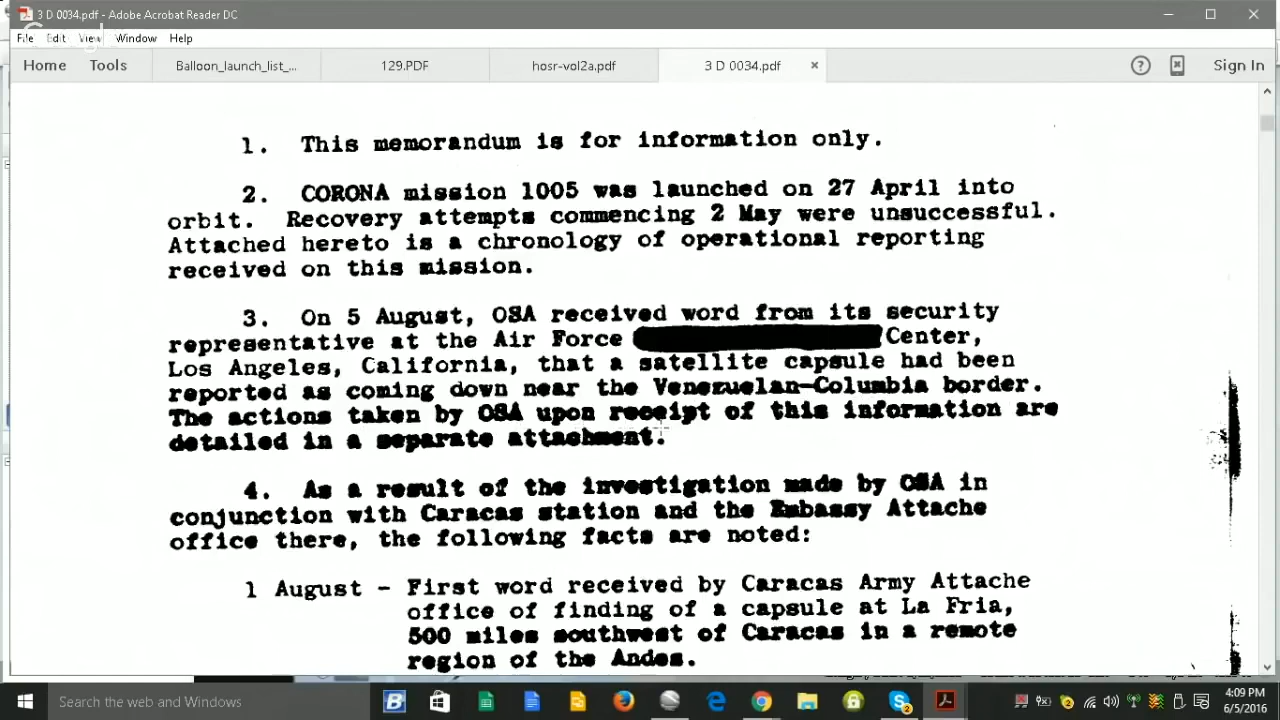 3 D 0034.pdf - Adobe Acrobat Reader DC
Google
File Edit View Window Help
Home Tools Balloon_launch_list_... 129.PDF hosr-vol2a.pdf 3 D 0034.pdf × Sign In
1. This memorandum is for information only.
2. CORONA mission 1005 was launched on 27 April into
orbit. Recovery attempts commencing 2 May were unsuccessful.
Attached hereto is a chronology of operational reporting
received on this mission.
3. On 5 August, OSA received word from its security
representative at the Air Force Center,
Los Angeles, California, that a satellite capsule had been
reported as coming down near the Venezuelan-Columbia border.
The actions taken by OSA upon receipt of this information are
detailed in a separate attachment.
4. As a result of the investigation made by OSA in
conjunction with Caracas station and the Embassy Attache
office there, the following facts are noted:
1 August - First word received by Caracas Army Attache
office of finding of a capsule at La Fria,
500 miles southwest of Caracas in a remote
region of the Andes.
Search the web and Windows
4:09 PM
6/5/2016